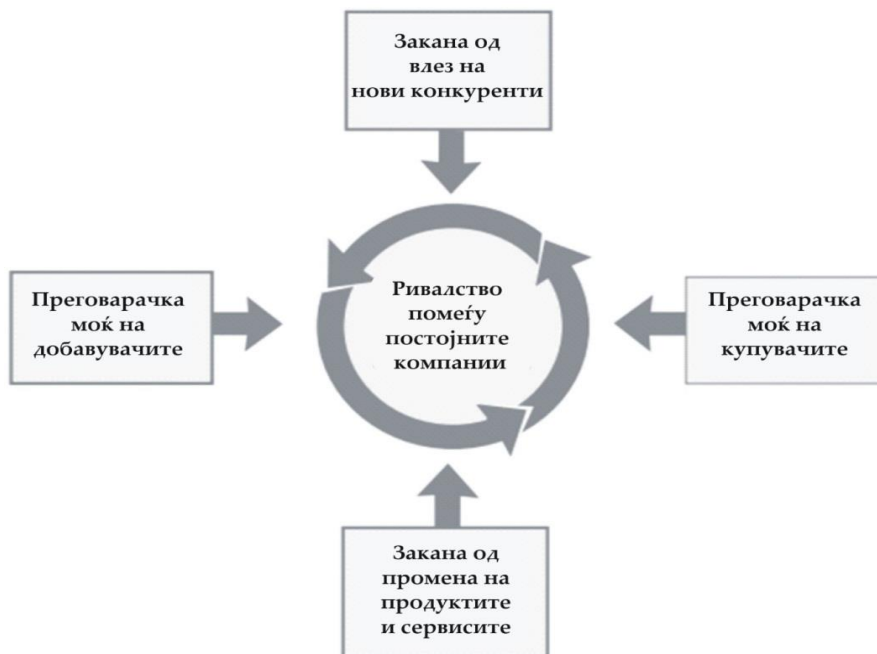 Закана од
влез на
нови конкуренти
Преговарачка
моќ на
добавувачите
Ривалство
помеѓу
постојните
компании
Преговарачка
моќ на
купувачите
Закана од
промена на
продуктите
и сервисите